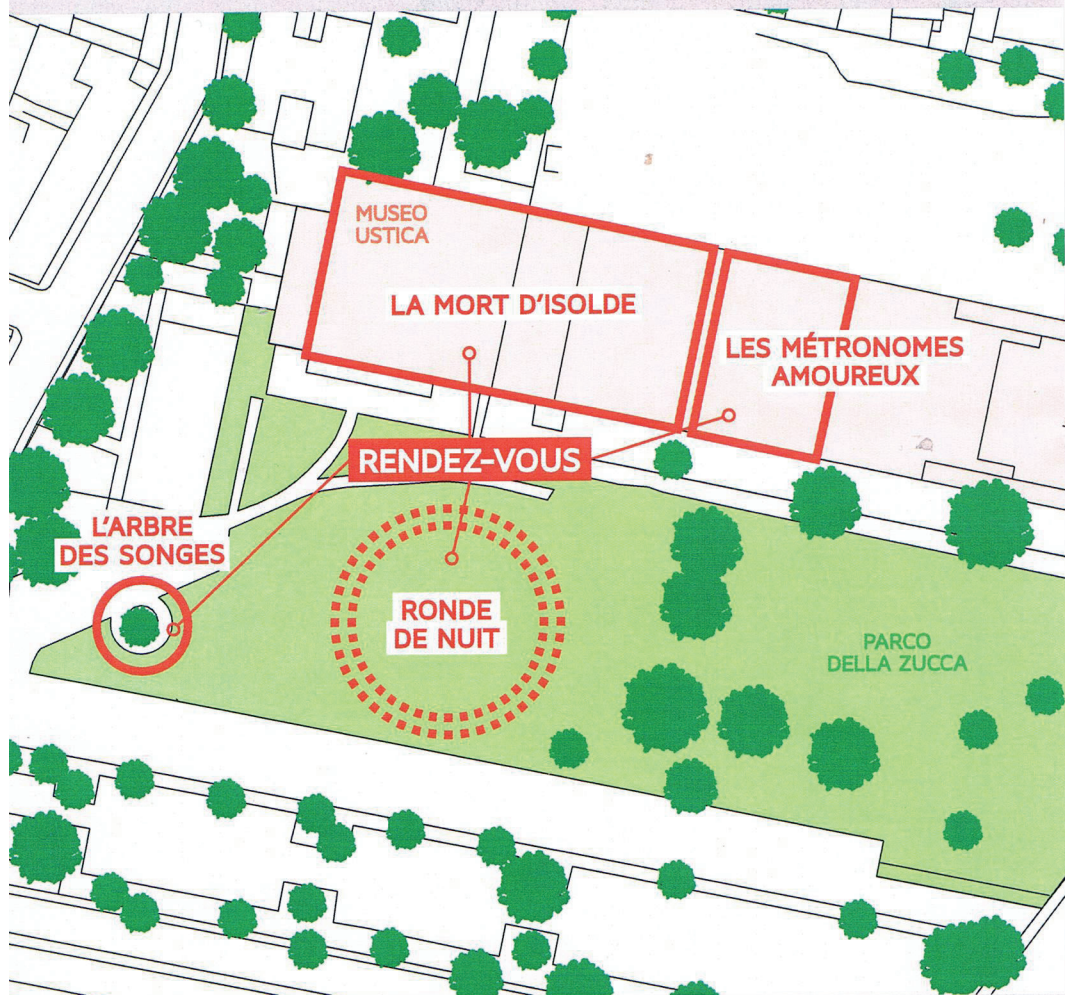 MUSEO
USTICA
LA MORT D'ISOLDE
LES MÉTRONOMES
AMOUREUX
RENDEZ-VOUS
L'ARBRE
DES SONGES
RONDE
DE NUIT
PARCO
DELLA ZUCCA